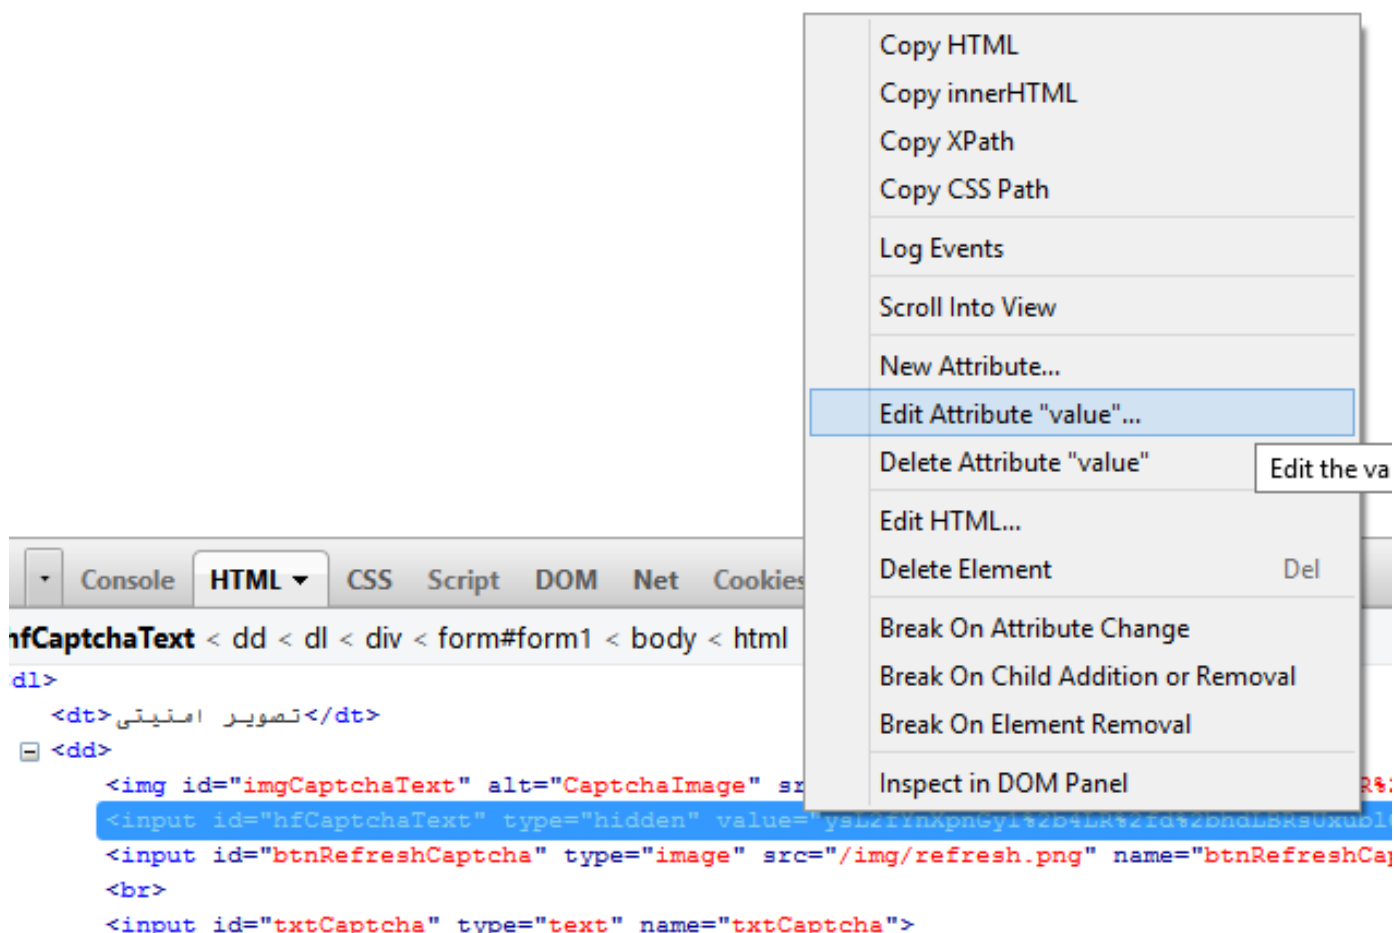 Copy HTML
Copy innerHTML
Copy XPath
Copy CSS Path
Log Events
Scroll Into View
New Attribute...
Edit Attribute "value"...
Delete Attribute "value"
Edit the va
Edit HTML...
Delete Element Del
Break On Attribute Change
Break On Child Addition or Removal
Break On Element Removal
Inspect in DOM Panel
Console HTML CSS Script DOM Net Cookies
hfCaptchaText < dd < dl < div < form#form1 < body < html
dl>
<dt>تصویر امنیتی</dt>
<dd>
<img id="imgCaptchaText" alt="CaptchaImage" sr
<input id="hfCaptchaText" type="hidden" value="
<input id="btnRefreshCaptcha" type="image" src="/img/refresh.png" name="btnRefreshCap
<br>
<input id="txtCaptcha" type="text" name="txtCaptcha">